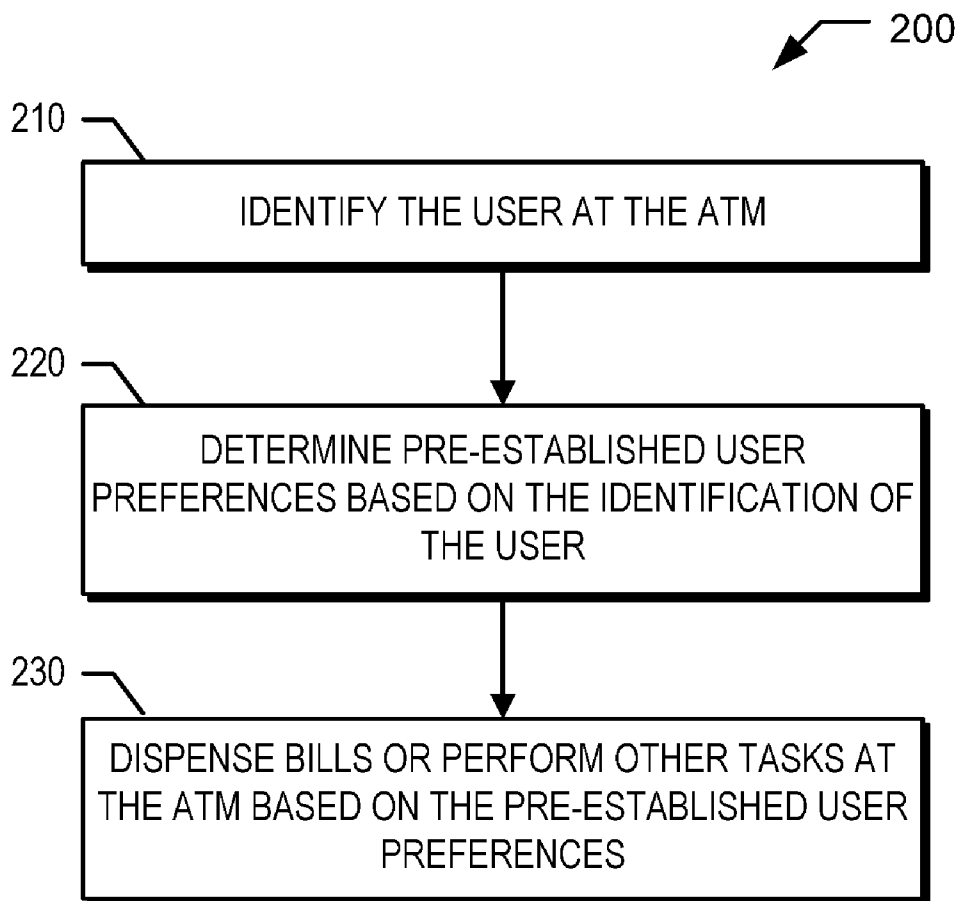 200
210
IDENTIFY THE USER AT THE ATM
220
DETERMINE PRE-ESTABLISHED USER
PREFERENCES BASED ON THE IDENTIFICATION OF
THE USER
230
DISPENSE BILLS OR PERFORM OTHER TASKS AT
THE ATM BASED ON THE PRE-ESTABLISHED USER
PREFERENCES